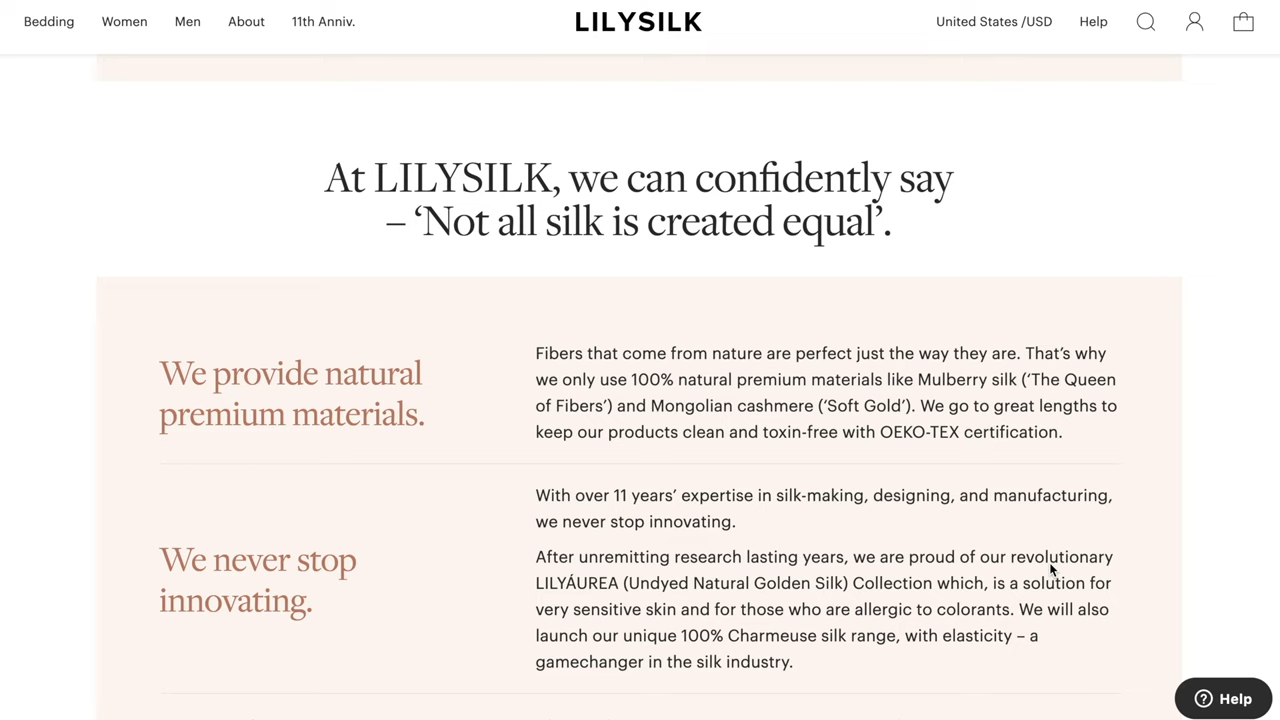 Bedding Women Men About 11th Anniv. LILYSILK United States /USD Help
At LILYSILK, we can confidently say
– ‘Not all silk is created equal’.
We provide natural
premium materials.
Fibers that come from nature are perfect just the way they are. That’s why
we only use 100% natural premium materials like Mulberry silk (‘The Queen
of Fibers’) and Mongolian cashmere (‘Soft Gold’). We go to great lengths to
keep our products clean and toxin-free with OEKO-TEX certification.
We never stop
innovating.
With over 11 years’ expertise in silk-making, designing, and manufacturing,
we never stop innovating.
After unremitting research lasting years, we are proud of our revolutionary
LILYÁUREA (Undyed Natural Golden Silk) Collection which, is a solution for
very sensitive skin and for those who are allergic to colorants. We will also
launch our unique 100% Charmeuse silk range, with elasticity – a
gamechanger in the silk industry.
Help